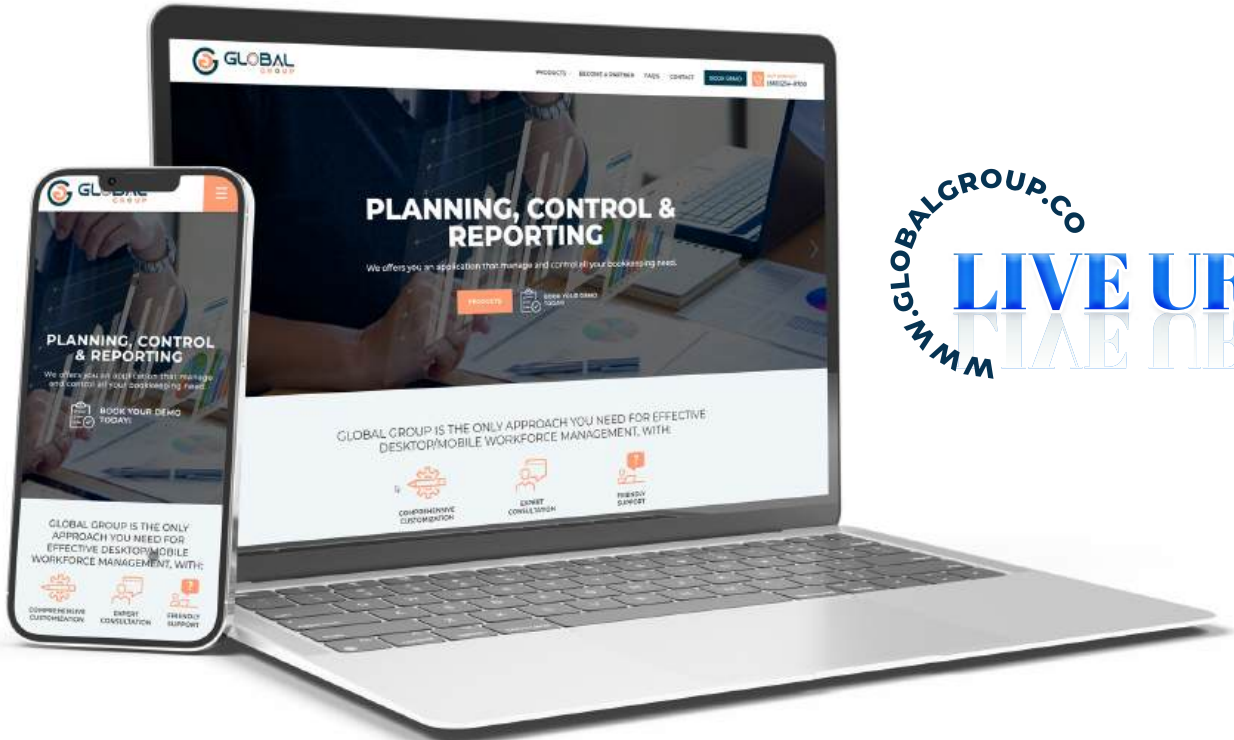 GLOBAL
GROUP
PRODUCTS BECOME A PARTNER FAQS CONTACT BOOK DEMO
PLANNING, CONTROL &
REPORTING
We offers you an application that manage and control all your bookkeeping need.
PRODUCTS
BOOK YOUR DEMO
TODAY!
GLOBAL GROUP IS THE ONLY APPROACH YOU NEED FOR EFFECTIVE
DESKTOP/MOBILE WORKFORCE MANAGEMENT, WITH:
COMPREHENSIVE
CUSTOMIZATION
EXPERT
CONSULTATION
FRIENDLY
SUPPORT
GLOBAL
GROUP
PLANNING, CONTROL
& REPORTING
We offers you an application that manage
and control all your bookkeeping need.
BOOK YOUR DEMO
TODAY!
GLOBAL GROUP IS THE ONLY
APPROACH YOU NEED FOR
EFFECTIVE DESKTOP/MOBILE
WORKFORCE MANAGEMENT, WITH:
COMPREHENSIVE
CUSTOMIZATION
EXPERT
CONSULTATION
FRIENDLY
SUPPORT
WWW.GLOBALGROUP.CO
LIVE